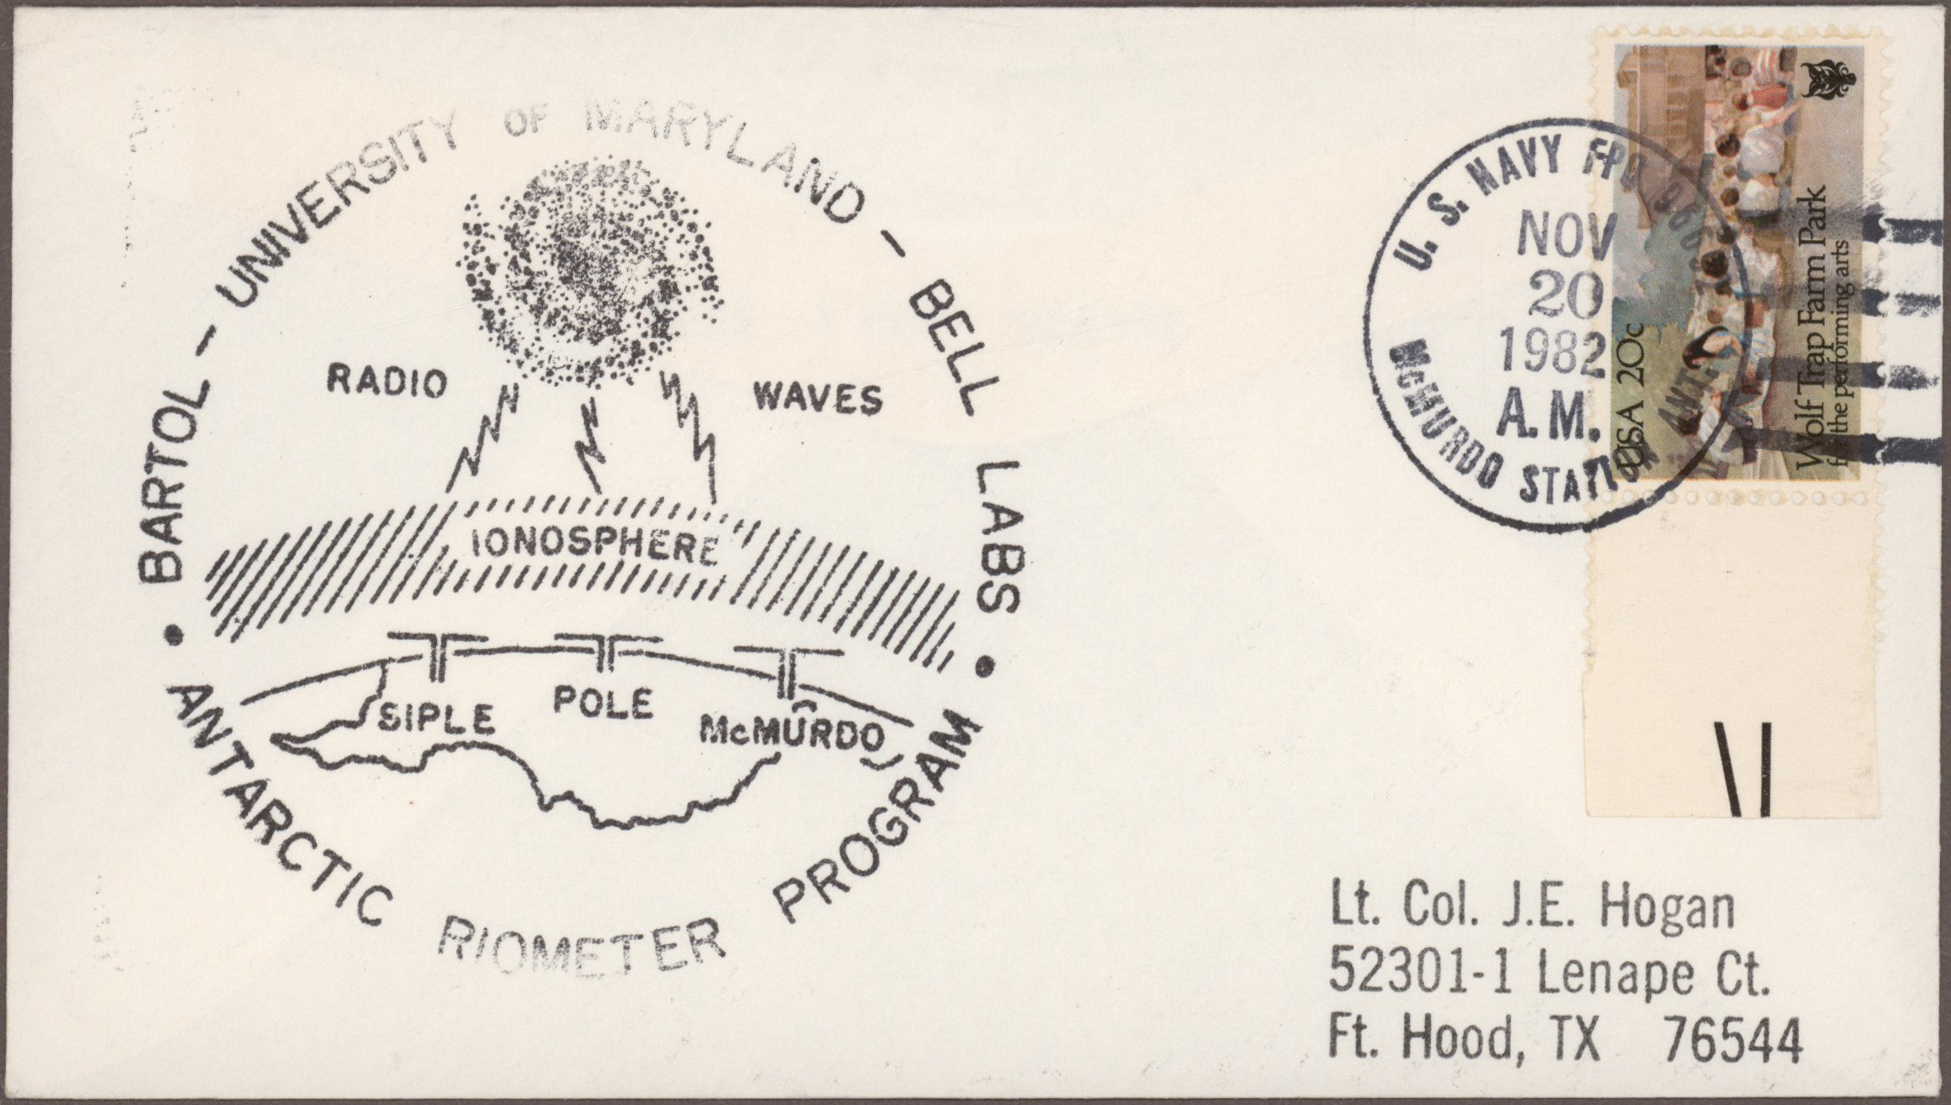 • BARTOL – UNIVERSITY OF MARYLAND – BELL LABS •
ANTARCTIC RIOMETER PROGRAM
RADIO WAVES
IONOSPHERE
SIPLE POLE McMURDO
U. S. NAVY FPO
NOV
20
1982
A.M.
McMURDO STATION ANT.
USA 20c
Wolf Trap Farm Park
for the performing arts
Lt. Col. J.E. Hogan
52301-1 Lenape Ct.
Ft. Hood, TX 76544